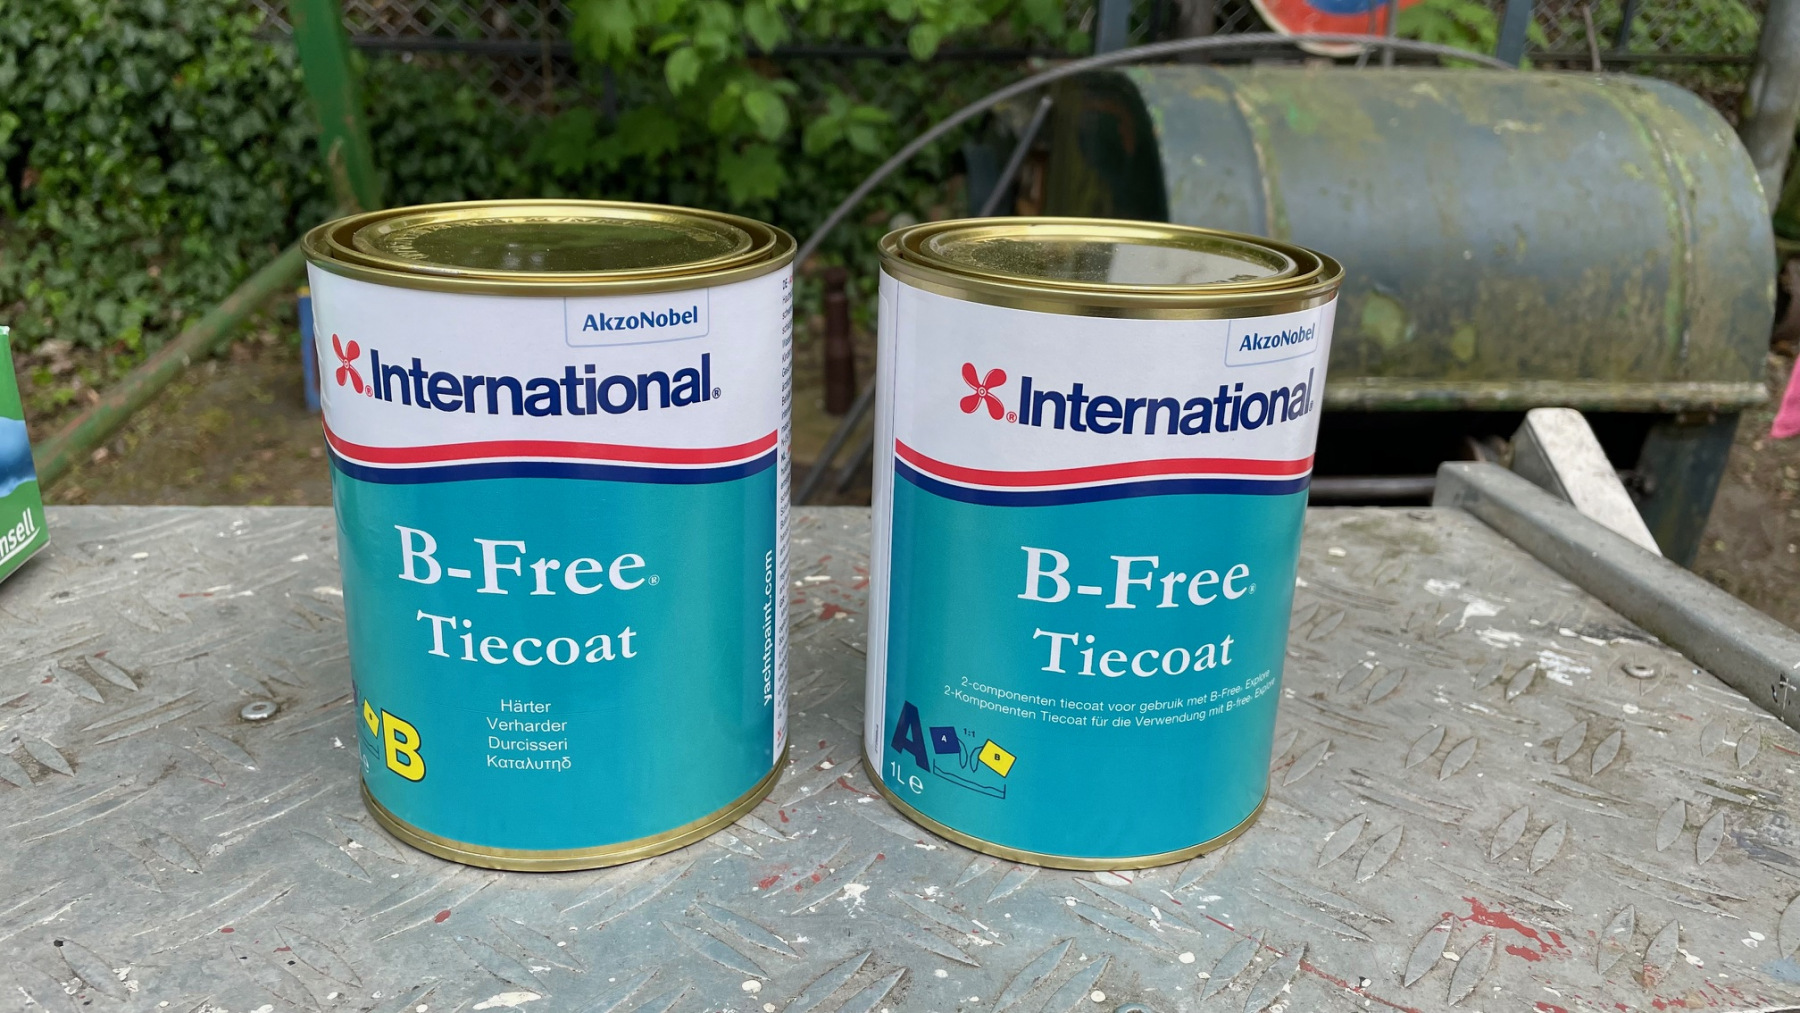 AkzoNobel
International®
B-Free®
Tiecoat
Härter
Verharder
Durcisseri
Καταλυτηδ
B
yachtpaint.com
AkzoNobel
International®
B-Free®
Tiecoat
2-componenten tiecoat voor gebruik met B-Free® Explore
2-Komponenten Tiecoat für die Verwendung mit B-free® Explore
A
A 1:1 B
1L e
nsell